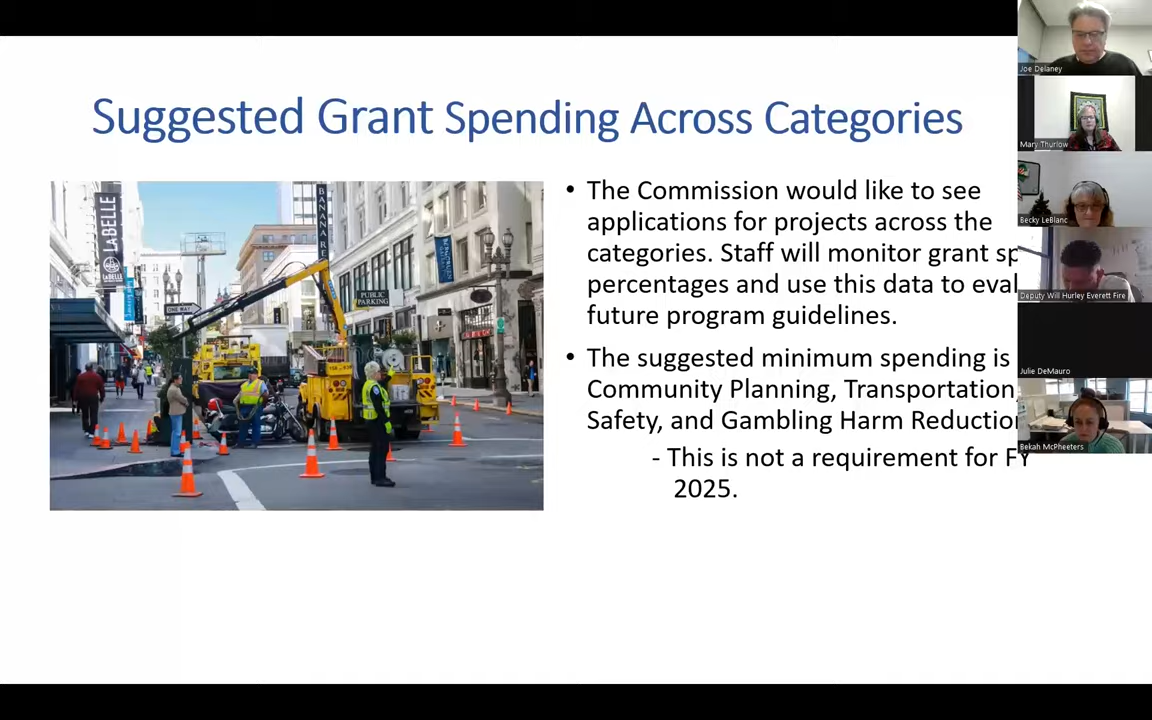 Suggested Grant Spending Across Categories
• The Commission would like to see
applications for projects across the
categories. Staff will monitor grant
percentages and use this data to
future program guidelines.
• The suggested minimum spending is
Community Planning, Transportation
Safety, and Gambling Harm
- This is not a requirement for FY
2025.
LABELLE
LABELLE
ONE WAY
PUBLIC
PARKING
Joe Delaney
Mary Thurlow
Becky LeBlanc
Deputy Will Hurley Everett Fire
Julie DeMauro
Bekah McPheeters